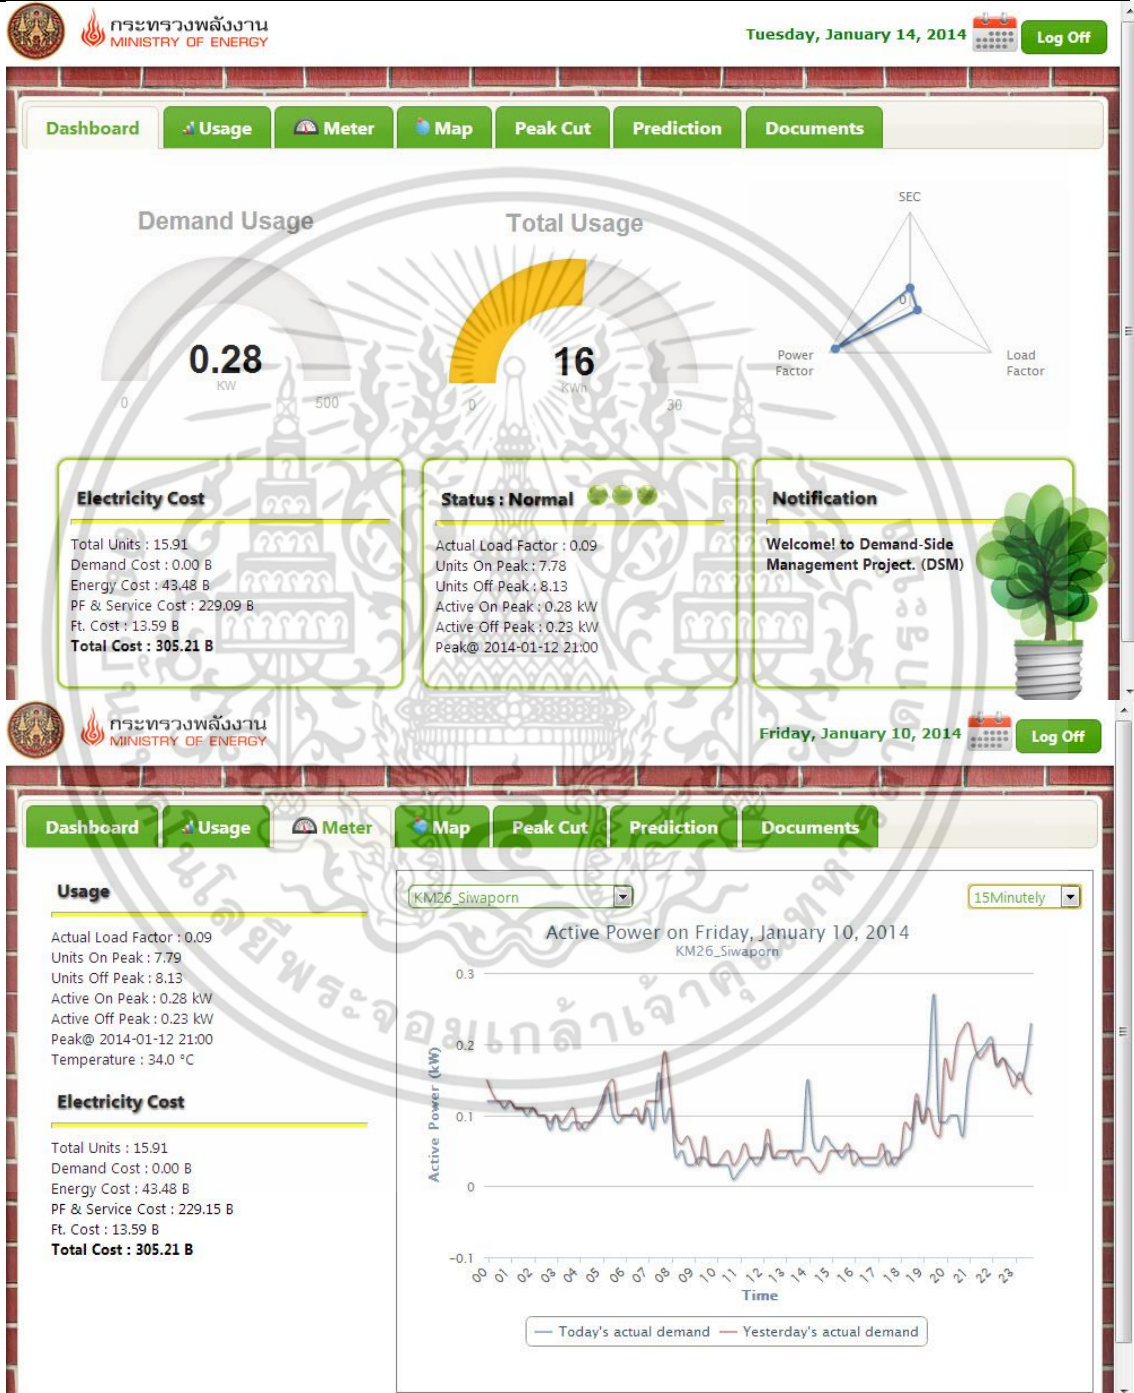 กระทรวงพลังงาน
MINISTRY OF ENERGY
Tuesday, January 14, 2014
Log Off
Dashboard
Usage
Meter
Map
Peak Cut
Prediction
Documents
Demand Usage
0.28
KW
0
500
Total Usage
16
KWh
0
30
SEC
0
Power
Factor
Load
Factor
Electricity Cost
Total Units : 15.91
Demand Cost : 0.00 B
Energy Cost : 43.48 B
PF & Service Cost : 229.09 B
Ft. Cost : 13.59 B
Total Cost : 305.21 B
Status : Normal
Actual Load Factor : 0.09
Units On Peak : 7.78
Units Off Peak : 8.13
Active On Peak : 0.28 kW
Active Off Peak : 0.23 kW
Peak@ 2014-01-12 21:00
Notification
Welcome! to Demand-Side
Management Project. (DSM)
กระทรวงพลังงาน
MINISTRY OF ENERGY
Friday, January 10, 2014
Log Off
Dashboard
Usage
Meter
Map
Peak Cut
Prediction
Documents
Usage
Actual Load Factor : 0.09
Units On Peak : 7.79
Units Off Peak : 8.13
Active On Peak : 0.28 kW
Active Off Peak : 0.23 kW
Peak@ 2014-01-12 21:00
Temperature : 34.0 °C
Electricity Cost
Total Units : 15.91
Demand Cost : 0.00 B
Energy Cost : 43.48 B
PF & Service Cost : 229.15 B
Ft. Cost : 13.59 B
Total Cost : 305.21 B
KM26_Siwaporn
15Minutely
Active Power on Friday, January 10, 2014
KM26_Siwaporn
Active Power (kW)
0.3
0.2
0.1
0
-0.1
00 01 02 03 04 05 06 07 08 09 10 11 12 13 14 15 16 17 18 19 20 21 22 23
Time
Today's actual demand
Yesterday's actual demand